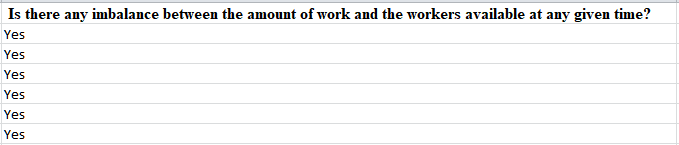 Is there any imbalance between the amount of work and the workers available at any given time?
Yes
Yes
Yes
Yes
Yes
Yes